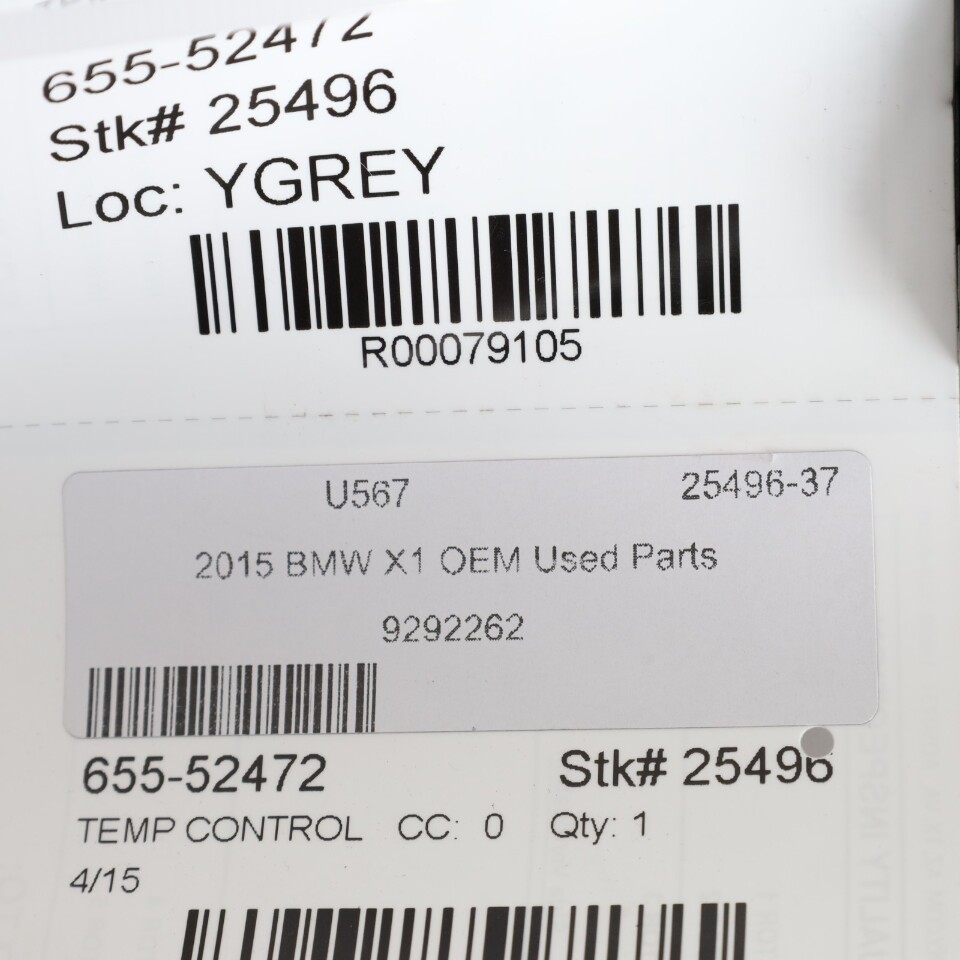 655-52472
Stk# 25496
Loc: YGREY
R00079105
U567 25496-37
2015 BMW X1 OEM Used Parts
9292262
655-52472 Stk# 25496
TEMP CONTROL CC: 0 Qty: 1
4/15